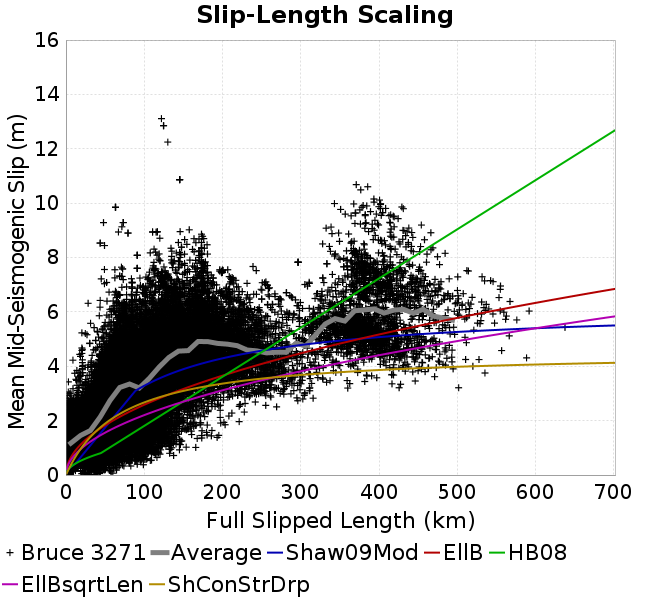 Slip-Length Scaling
Mean Mid-Seismogenic Slip (m)
16
14
12
10
8
6
4
2
0
0 100 200 300 400 500 600 700
Full Slipped Length (km)
Bruce 3271 Average Shaw09Mod EllB HB08
EllBsqrtLen ShConStrDrp